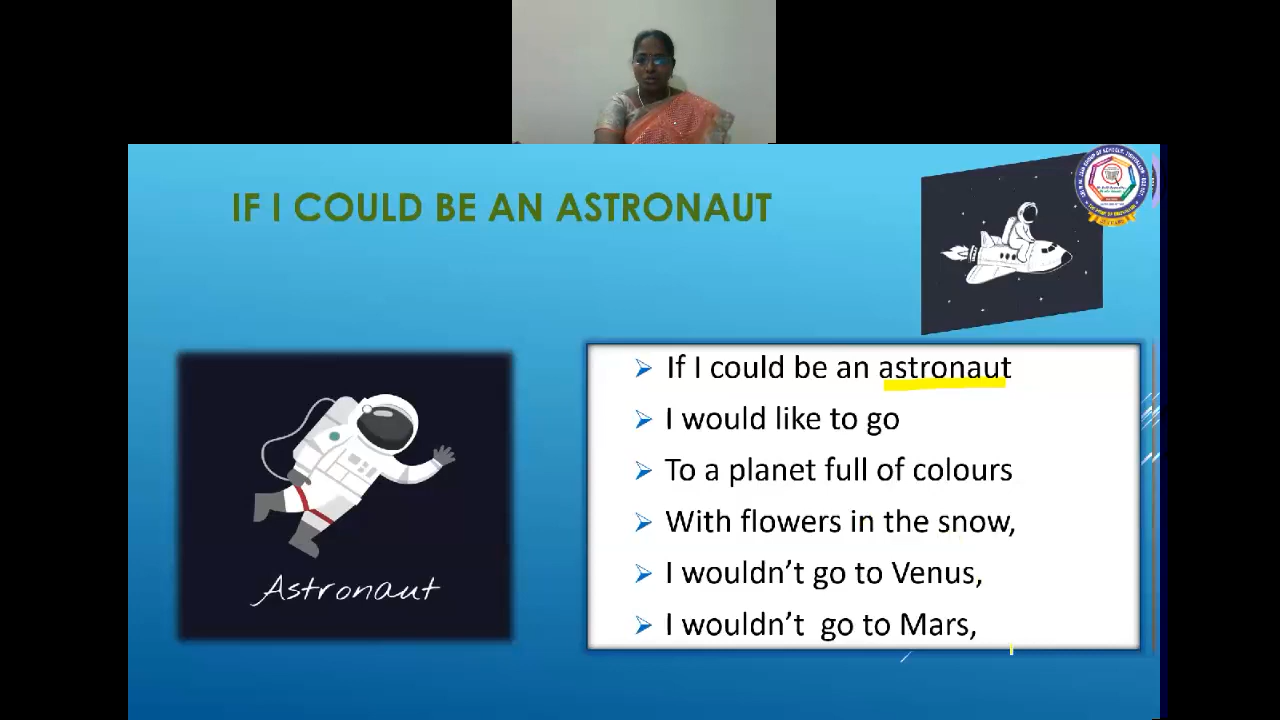 IF I COULD BE AN ASTRONAUT
If I could be an astronaut
I would like to go
To a planet full of colours
With flowers in the snow,
I wouldn't go to Venus,
I wouldn't  go to Mars,
Astronaut